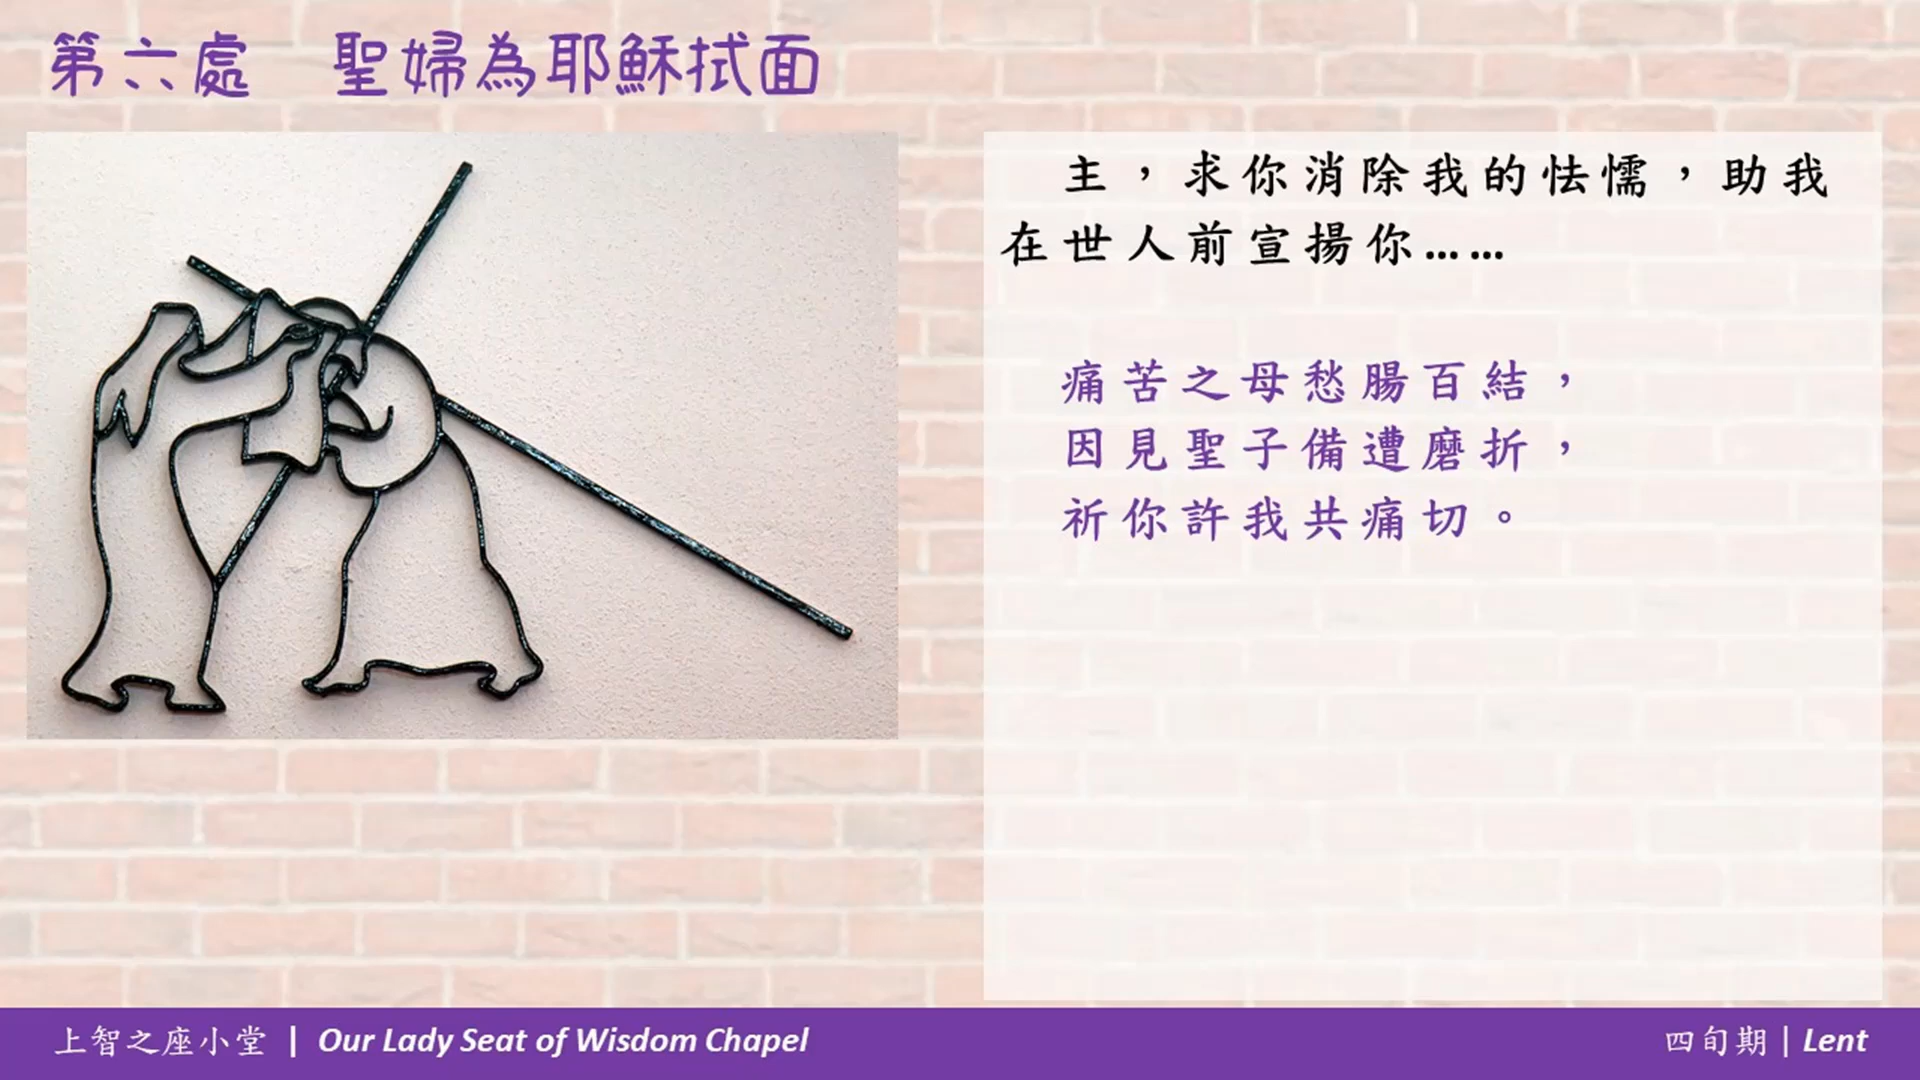 第六處　聖婦為耶穌拭面
主，求你消除我的怯懦，助我
在世人前宣揚你……
痛苦之母愁腸百結，
因見聖子備遭磨折，
祈你許我共痛切。
上智之座小堂 | Our Lady Seat of Wisdom Chapel
四旬期 | Lent